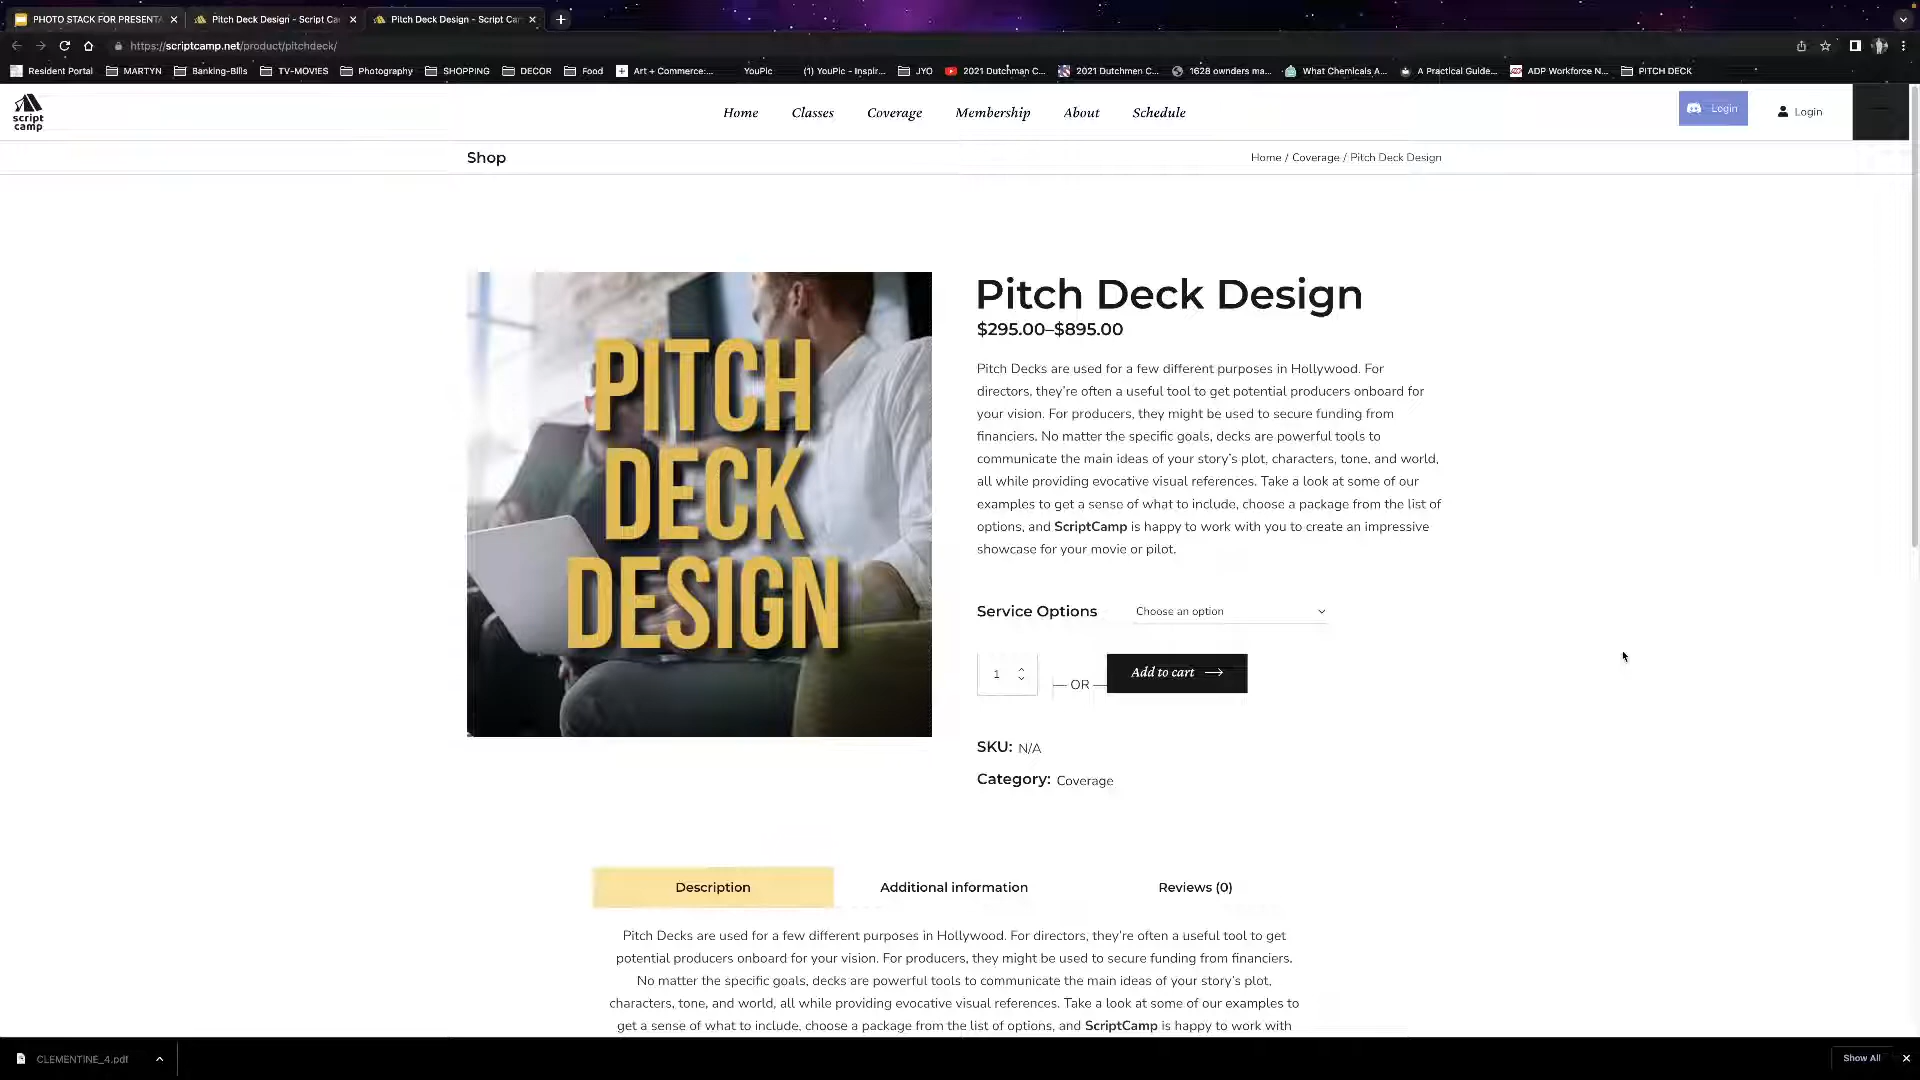 PHOTO STACK FOR PRESENTA
Pitch Deck Design - Script Ca
Pitch Deck Design - Script Ca
https://scriptcamp.net/product/pitchdeck/
Resident Portal
MARTYN
Banking-Bills
TV-MOVIES
Photography
SHOPPING
DECOR
Food
Art + Commerce:...
YouPic
(1) YouPic - Inspir...
JYO
2021 Dutchman C...
2021 Dutchmen C...
1628 ownders ma...
What Chemicals A...
A Practical Guide...
ADP Workforce N...
PITCH DECK
script
camp
Home
Classes
Coverage
Membership
About
Schedule
Login
Login
Shop
Home / Coverage / Pitch Deck Design
PITCH
DECK
DESIGN
Pitch Deck Design
$295.00–$895.00
Pitch Decks are used for a few different purposes in Hollywood. For
directors, they're often a useful tool to get potential producers onboard for
your vision. For producers, they might be used to secure funding from
financiers. No matter the specific goals, decks are powerful tools to
communicate the main ideas of your story's plot, characters, tone, and world,
all while providing evocative visual references. Take a look at some of our
examples to get a sense of what to include, choose a package from the list of
options, and ScriptCamp is happy to work with you to create an impressive
showcase for your movie or pilot.
Service Options
Choose an option
1
— OR —
Add to cart
SKU: N/A
Category: Coverage
Description
Additional information
Reviews (0)
Pitch Decks are used for a few different purposes in Hollywood. For directors, they're often a useful tool to get
potential producers onboard for your vision. For producers, they might be used to secure funding from financiers.
No matter the specific goals, decks are powerful tools to communicate the main ideas of your story's plot,
characters, tone, and world, all while providing evocative visual references. Take a look at some of our examples to
get a sense of what to include, choose a package from the list of options, and ScriptCamp is happy to work with
CLEMENTINE_4.pdf
Show All